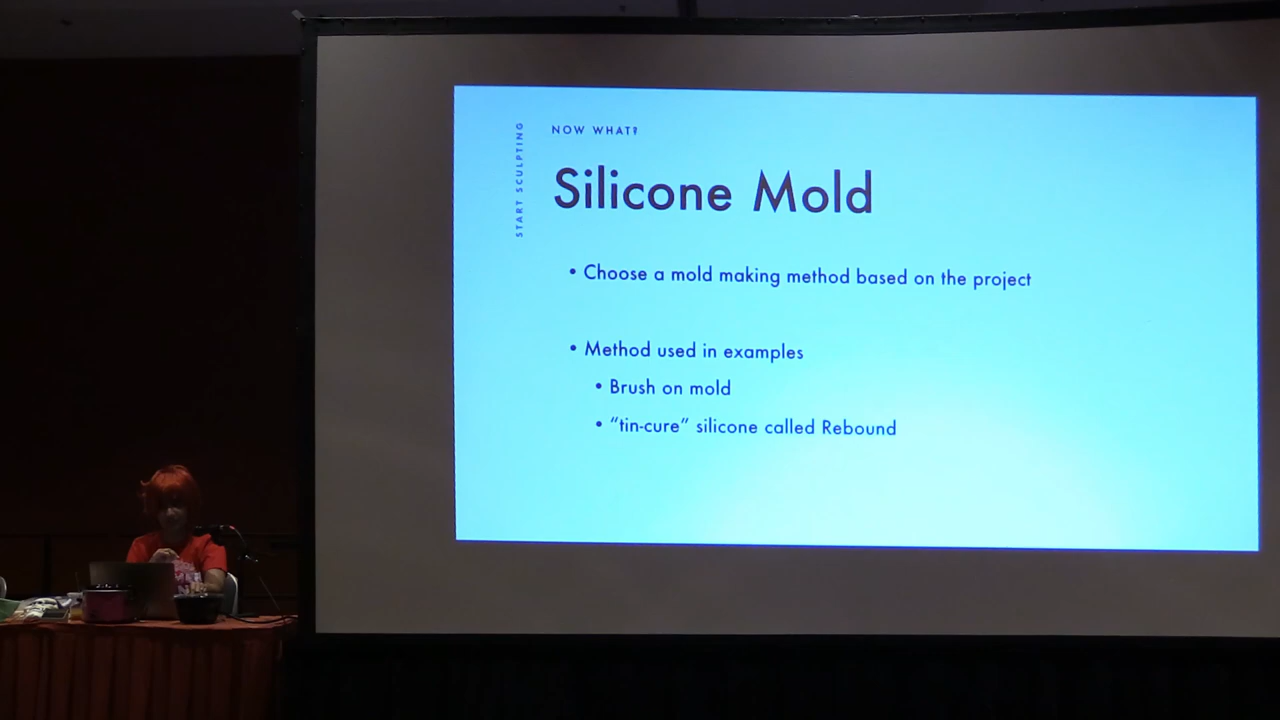 NOW WHAT?
START SCULPTING
Silicone Mold
• Choose a mold making method based on the project
• Method used in examples
• Brush on mold
• “tin-cure” silicone called Rebound